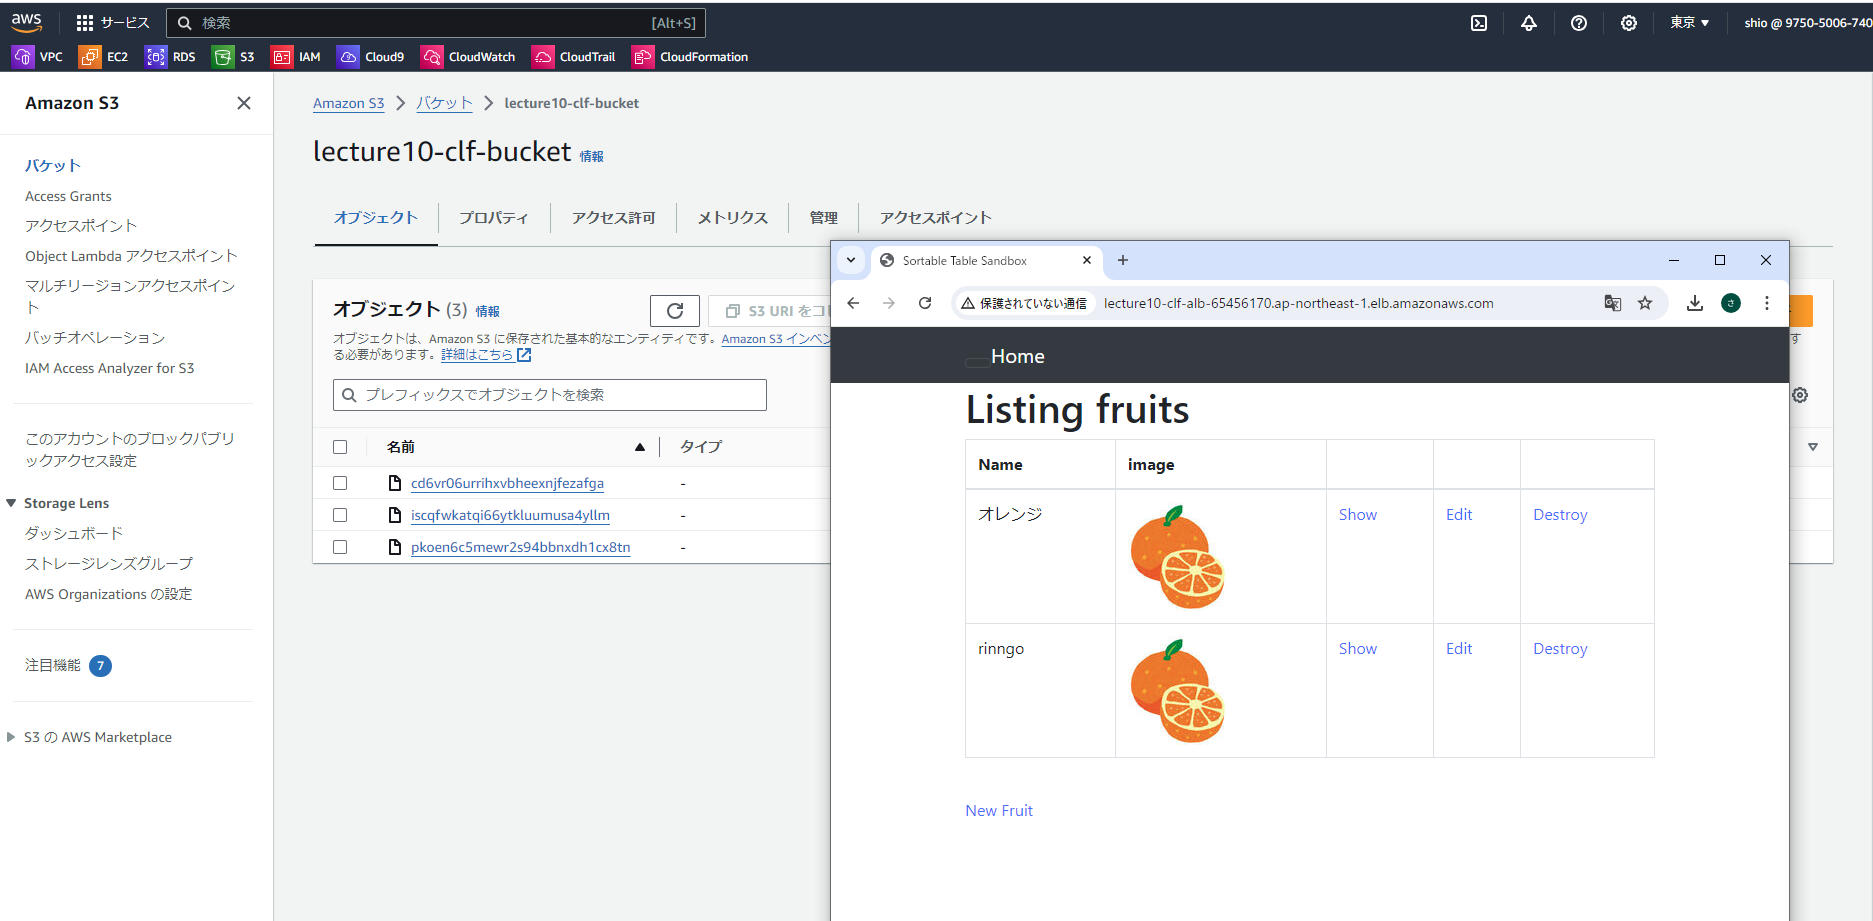 aws
サービス
検索
[Alt+S]
東京
shio @ 9750-5006-740
VPC
EC2
RDS
S3
IAM
Cloud9
CloudWatch
CloudTrail
CloudFormation
Amazon S3
バケット
Access Grants
アクセスポイント
Object Lambda アクセスポイント
マルチリージョンアクセスポイン
ト
バッチオペレーション
IAM Access Analyzer for S3
このアカウントのブロックパブリ
ックアクセス設定
Storage Lens
ダッシュボード
ストレージレンズグループ
AWS Organizations の設定
注目機能 7
S3 の AWS Marketplace
Amazon S3
バケット
lecture10-clf-bucket
lecture10-clf-bucket 情報
オブジェクト
プロパティ
アクセス許可
メトリクス
管理
アクセスポイント
オブジェクト (3) 情報
S3 URI をコ
オブジェクトは、Amazon S3 に保存された基本的なエンティティです。Amazon S3 インベン
る必要があります。詳細はこちら
す
プレフィックスでオブジェクトを検索
名前
タイプ
cd6vr06urrihxvbheexnjfezafga
-
iscqfwkatqi66ytkluumusa4yllm
-
pkoen6c5mewr2s94bbnxdh1cx8tn
-
Sortable Table Sandbox
保護されていない通信
lecture10-clf-alb-65456170.ap-northeast-1.elb.amazonaws.com
さ
Home
Listing fruits
Name
image
オレンジ
Show
Edit
Destroy
rinngo
Show
Edit
Destroy
New Fruit